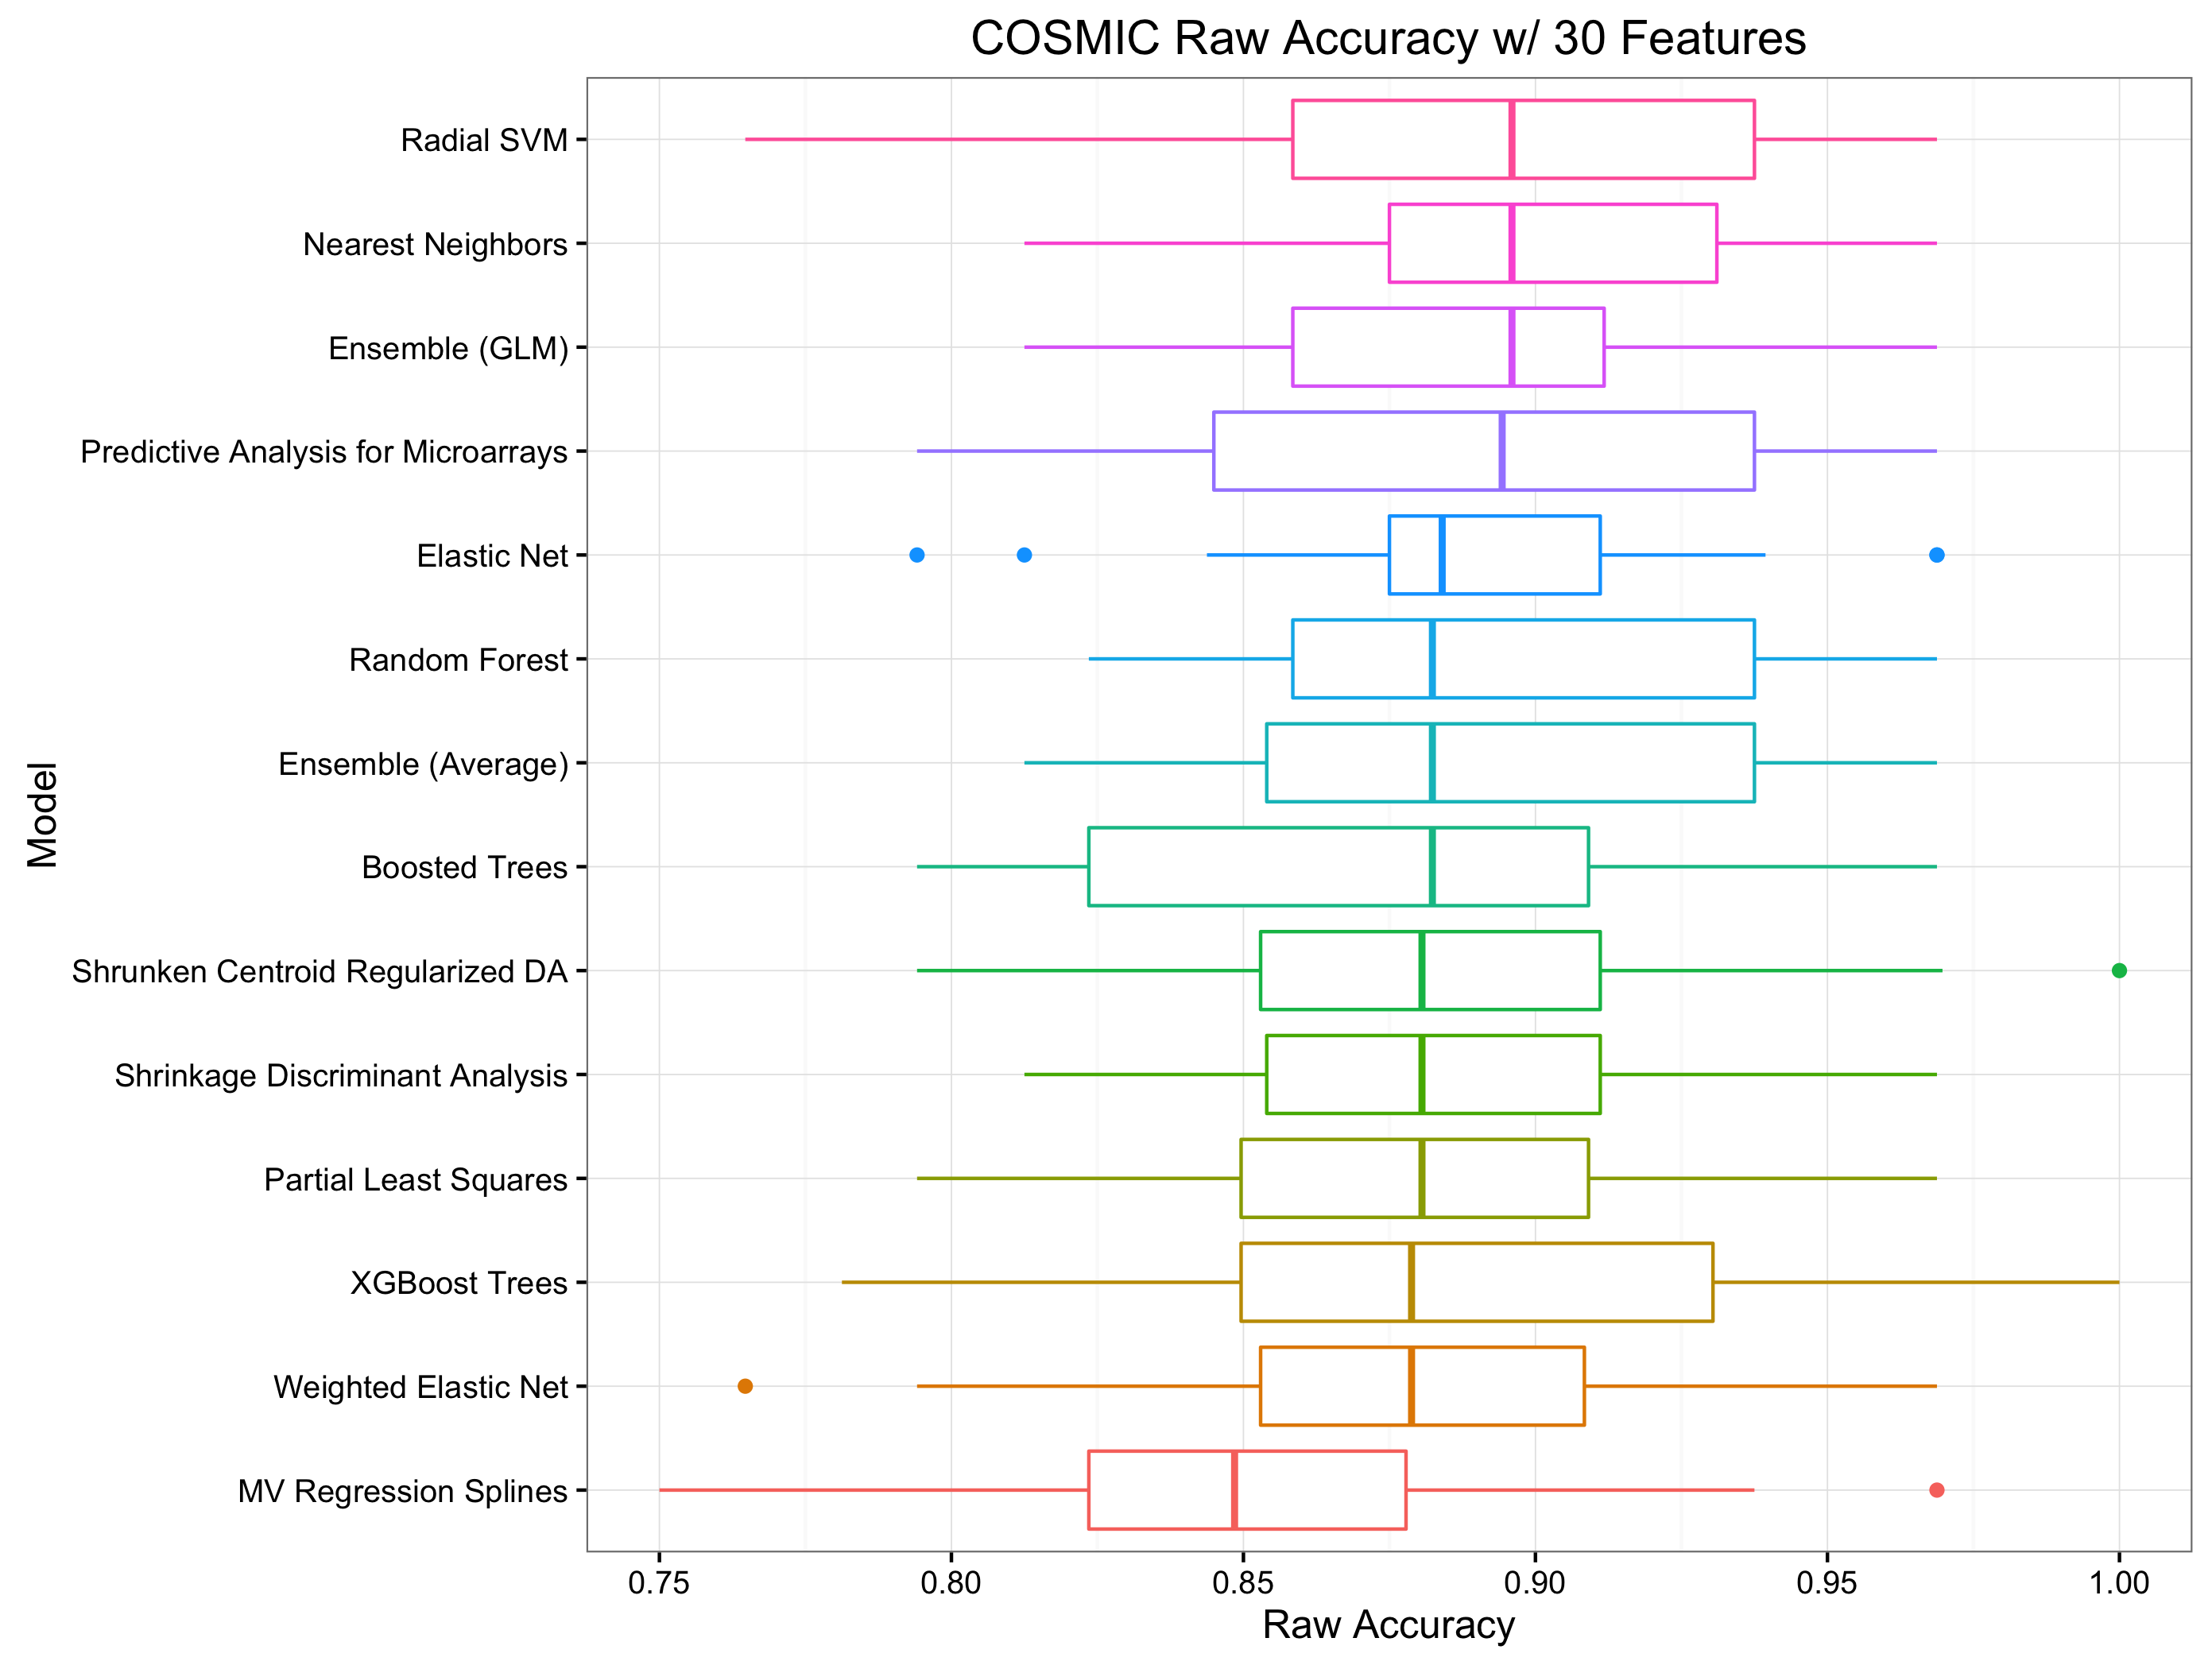 COSMIC Raw Accuracy w/ 30 Features
Radial SVM
Nearest Neighbors
Ensemble (GLM)
Predictive Analysis for Microarrays
Elastic Net
Random Forest
Ensemble (Average)
Boosted Trees
Shrunken Centroid Regularized DA
Shrinkage Discriminant Analysis
Partial Least Squares
XGBoost Trees
Weighted Elastic Net
MV Regression Splines
Model
0.75 0.80 0.85 0.90 0.95 1.00
Raw Accuracy